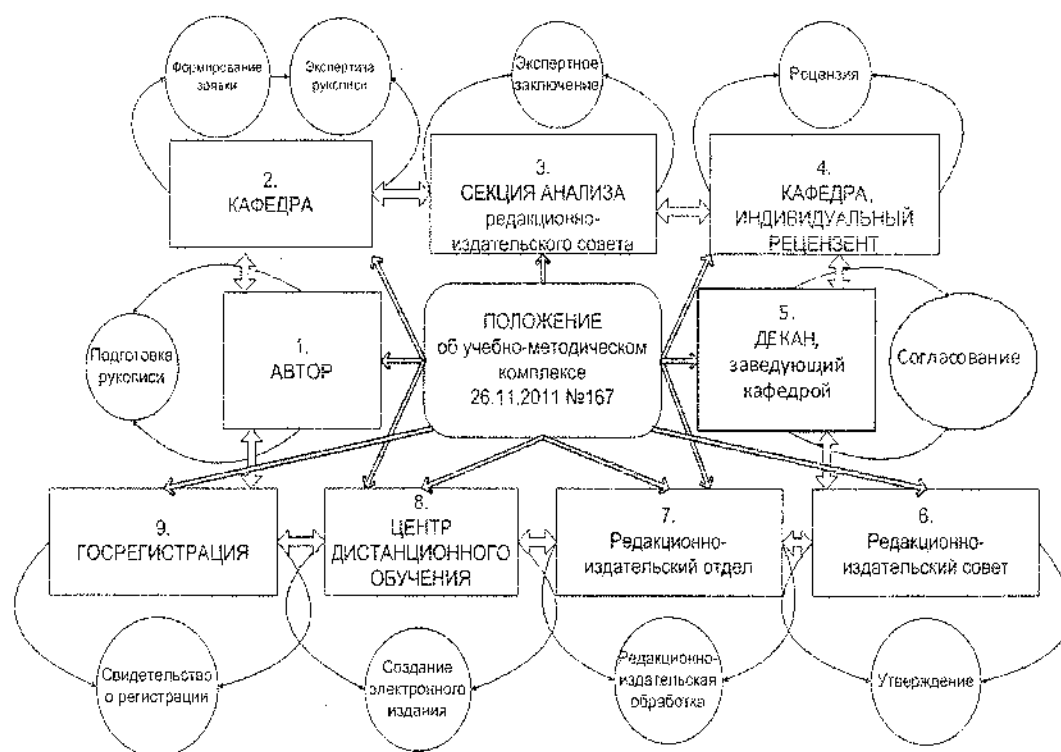 Формирование
заявки
Экспертиза
рукописи
Экспертное
заключение
Рецензия
2.
КАФЕДРА
3.
СЕКЦИЯ АНАЛИЗА
редакционно-
издательского совета
4.
КАФЕДРА,
ИНДИВИДУАЛЬНЫЙ
РЕЦЕНЗЕНТ
Подготовка
рукописи
1.
АВТОР
ПОЛОЖЕНИЕ
об учебно-методическом
комплексе
26.11.2011 №167
5.
ДЕКАН,
заведующий
кафедрой
Согласование
9.
ГОСРЕГИСТРАЦИЯ
8.
ЦЕНТР
ДИСТАНЦИОННОГО
ОБУЧЕНИЯ
7.
Редакционно-
издательский отдел
6.
Редакционно-
издательский совет
Свидетельство
о регистрации
Создание
электронного
издания
Редакционно-
издательская
обработка
Утверждение